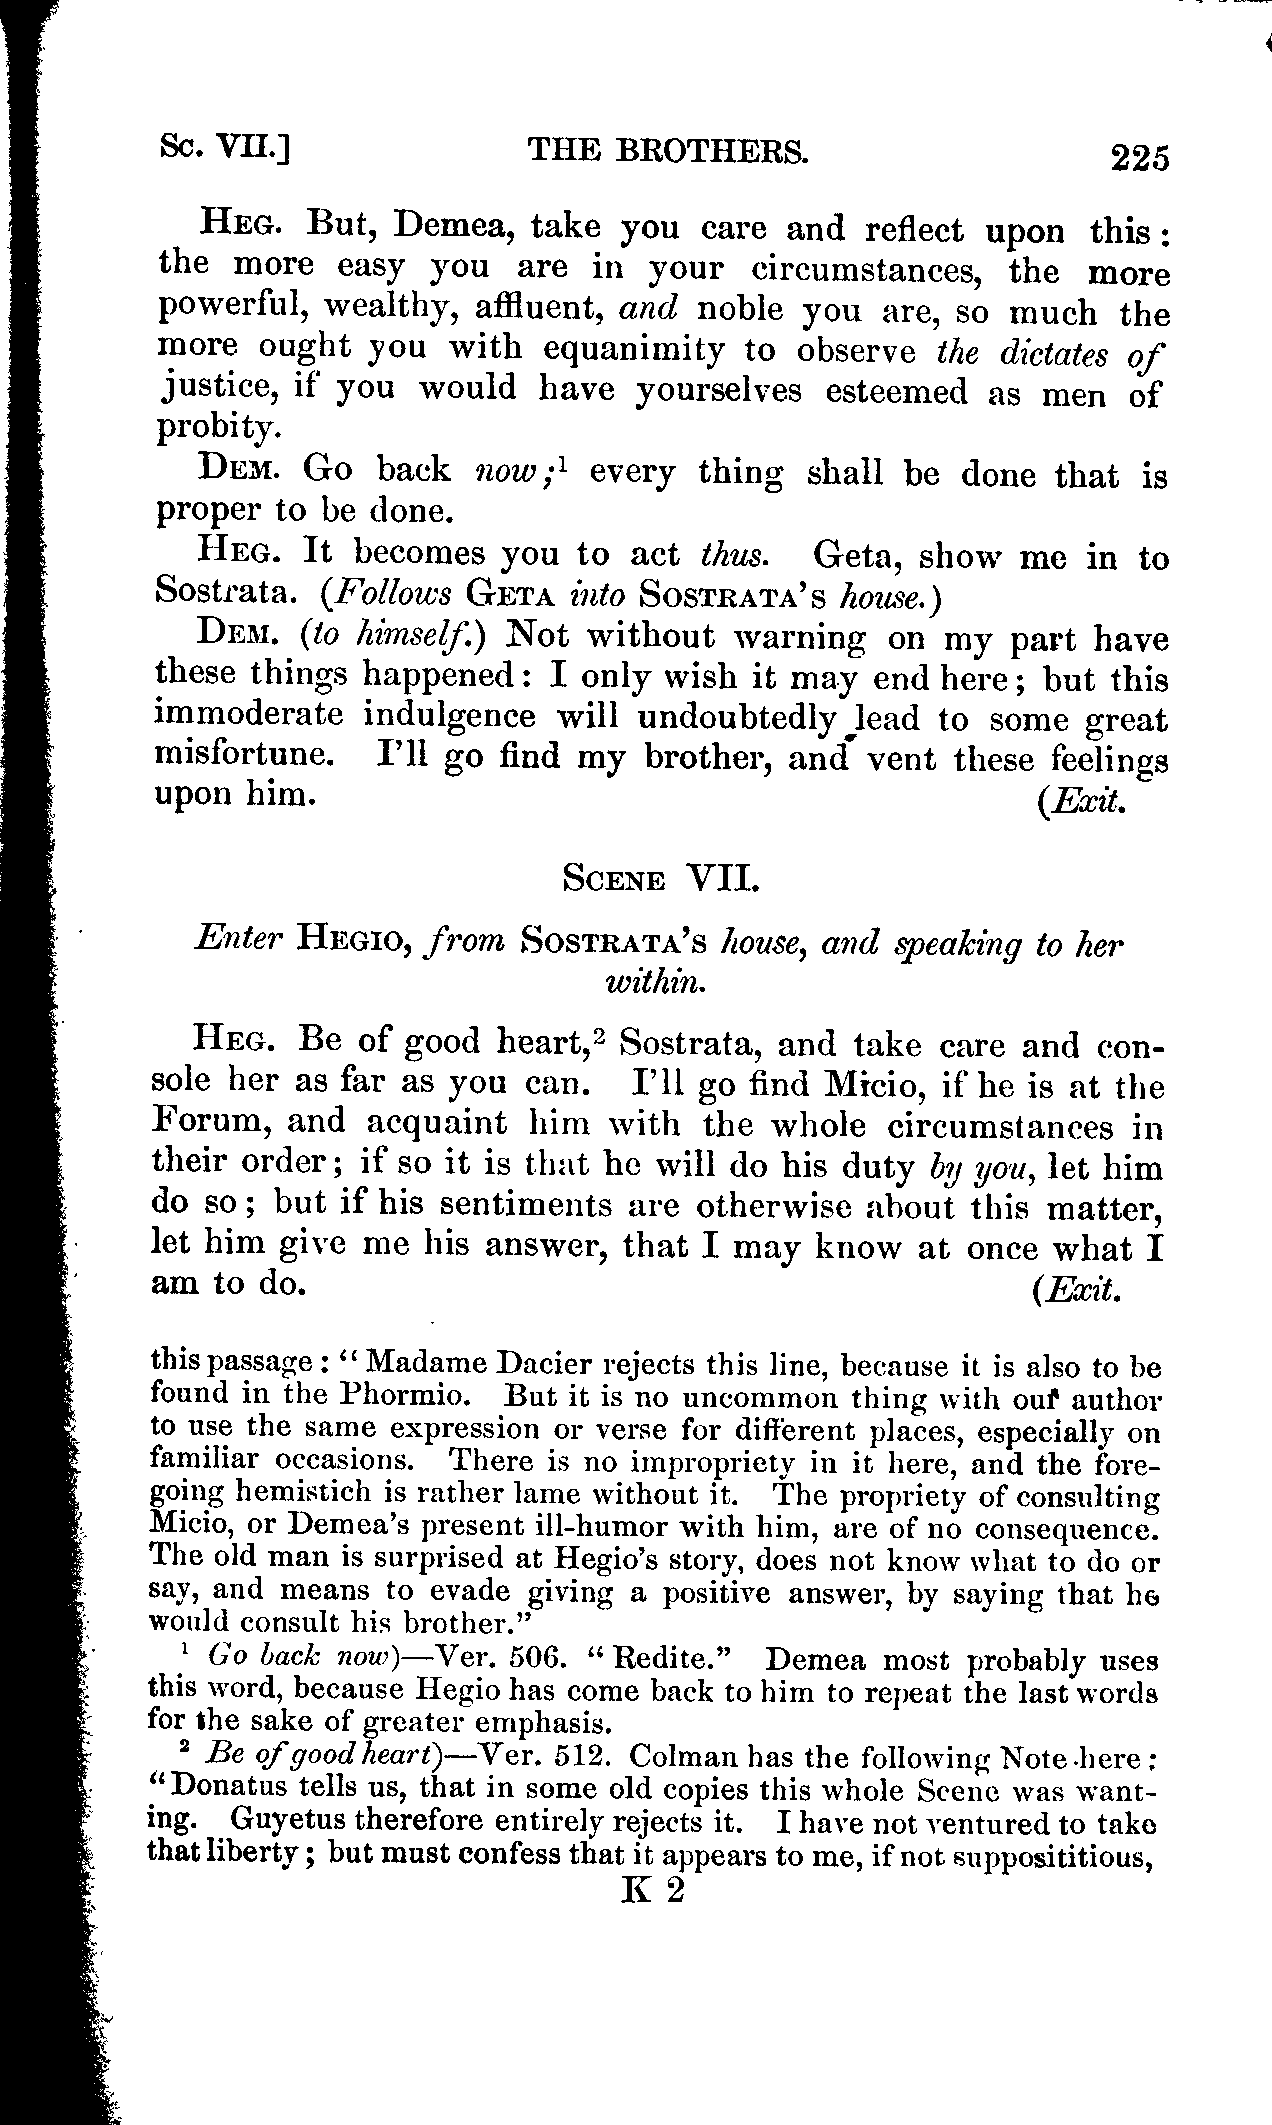 Sc. VII.] THE BROTHERS. 225
HEG. But, Demea, take you care and reflect upon this:
the more easy you are in your circumstances, the more
powerful, wealthy, affluent, and noble you are, so much the
more ought you with equanimity to observe the dictates of
justice, if you would have yourselves esteemed as men of
probity.
DEM. Go back now;¹ every thing shall be done that is
proper to be done.
HEG. It becomes you to act thus. Geta, show me in to
Sostrata. (Follows GETA into SOSTRATA'S house.)
DEM. (to himself.) Not without warning on my part have
these things happened: I only wish it may end here; but this
immoderate indulgence will undoubtedly lead to some great
misfortune. I'll go find my brother, and vent these feelings
upon him. (Exit.
SCENE VII.
Enter HEGIO, from SOSTRATA'S house, and speaking to her
within.
HEG. Be of good heart,² Sostrata, and take care and con-
sole her as far as you can. I'll go find Micio, if he is at the
Forum, and acquaint him with the whole circumstances in
their order; if so it is that he will do his duty by you, let him
do so; but if his sentiments are otherwise about this matter,
let him give me his answer, that I may know at once what I
am to do. (Exit.
this passage: "Madame Dacier rejects this line, because it is also to be
found in the Phormio. But it is no uncommon thing with our author
to use the same expression or verse for different places, especially on
familiar occasions. There is no impropriety in it here, and the fore-
going hemistich is rather lame without it. The propriety of consulting
Micio, or Demea's present ill-humor with him, are of no consequence.
The old man is surprised at Hegio's story, does not know what to do or
say, and means to evade giving a positive answer, by saying that he
would consult his brother."
¹ Go back now)—Ver. 506. "Redite." Demea most probably uses
this word, because Hegio has come back to him to repeat the last words
for the sake of greater emphasis.
² Be of good heart)—Ver. 512. Colman has the following Note here:
"Donatus tells us, that in some old copies this whole Scene was want-
ing. Guyetus therefore entirely rejects it. I have not ventured to take
that liberty; but must confess that it appears to me, if not supposititious,
K 2